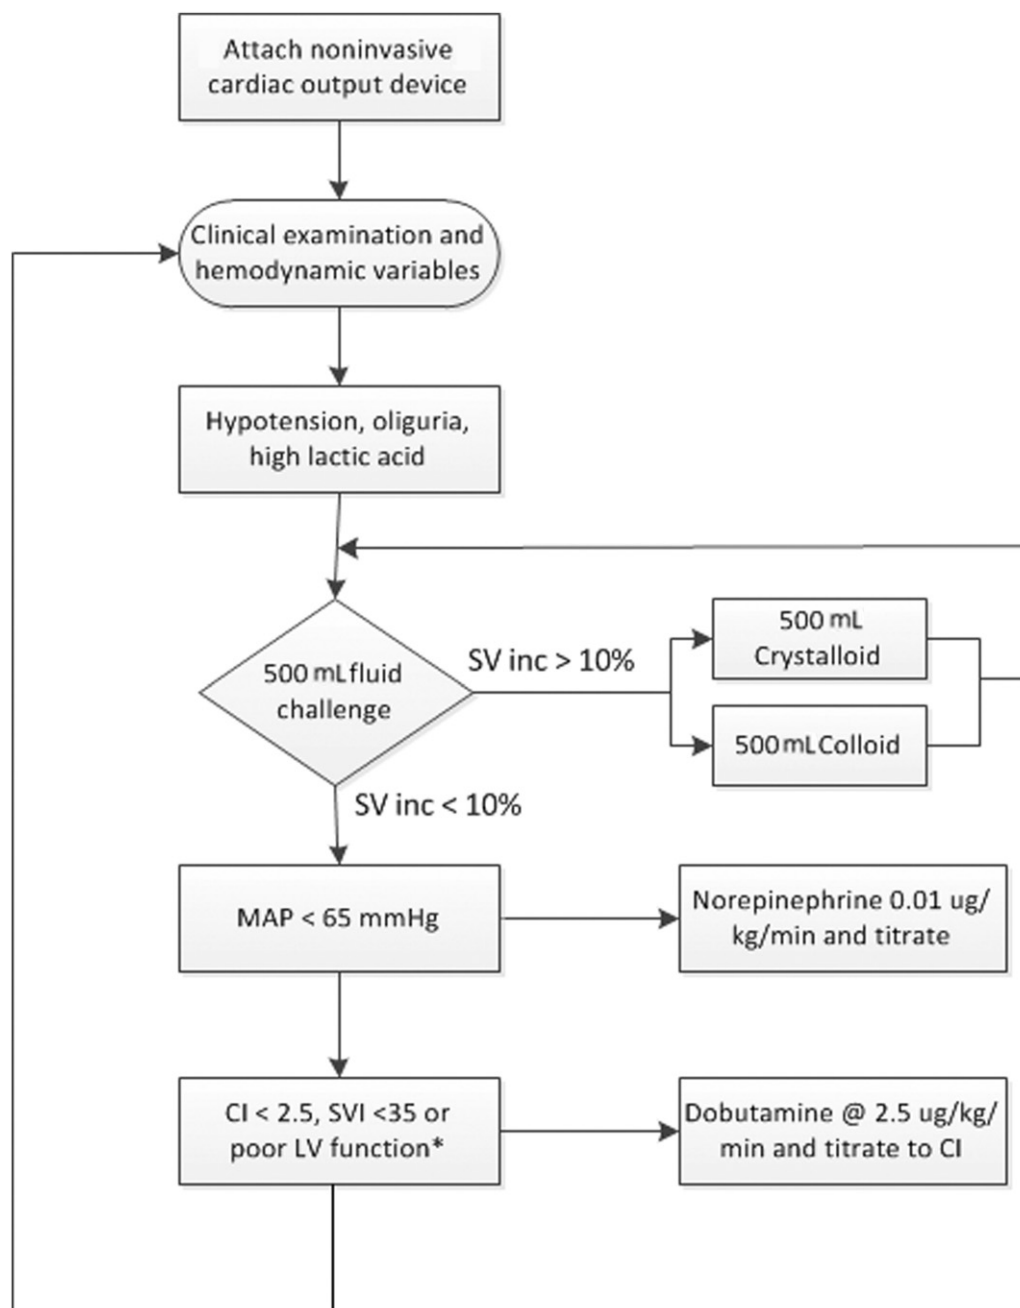 Attach noninvasive
cardiac output device
Clinical examination and
hemodynamic variables
Hypotension, oliguria,
high lactic acid
500 mL fluid
challenge
SV inc > 10%
500 mL
Crystalloid
500 mL Colloid
SV inc < 10%
MAP < 65 mmHg
Norepinephrine 0.01 ug/
kg/min and titrate
CI < 2.5, SVI <35 or
poor LV function*
Dobutamine @ 2.5 ug/kg/
min and titrate to CI